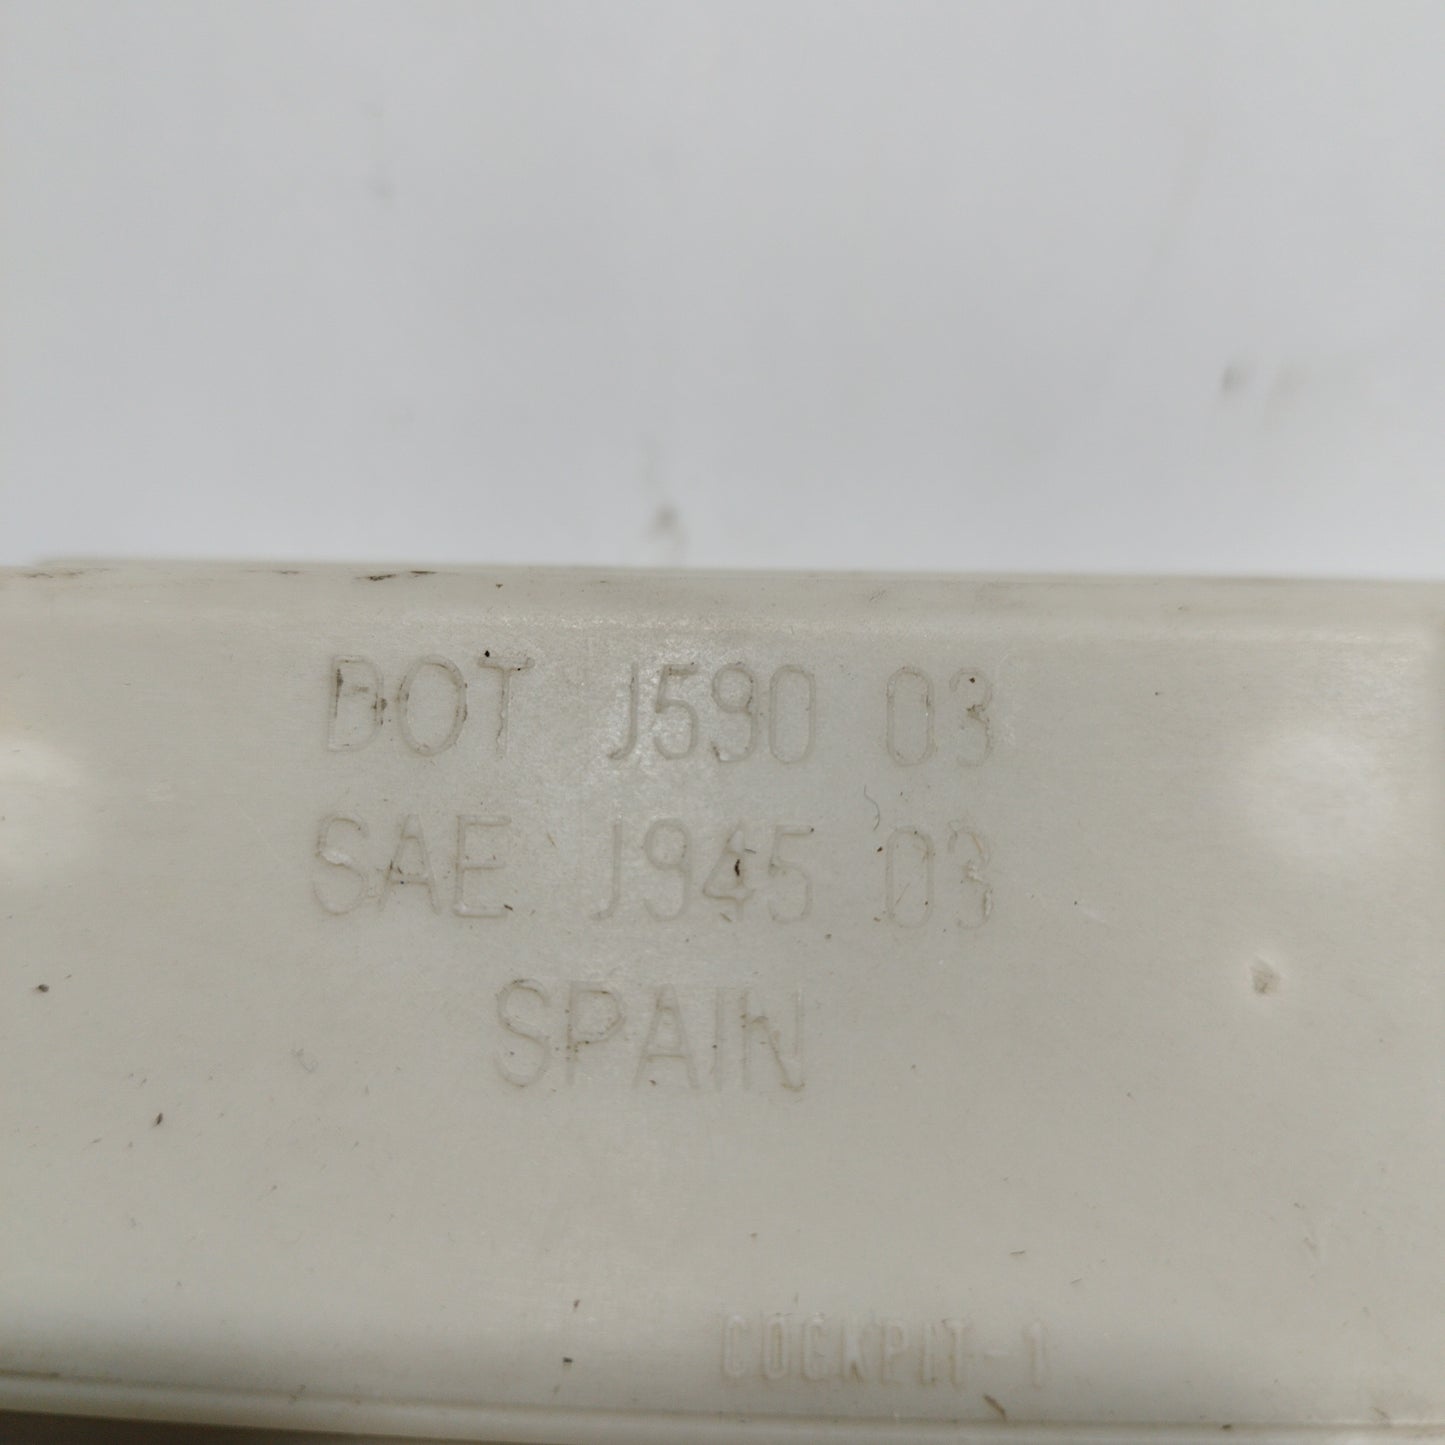 DOT J590 03
SAE J945 03
SPAIN
COCKPIT-1